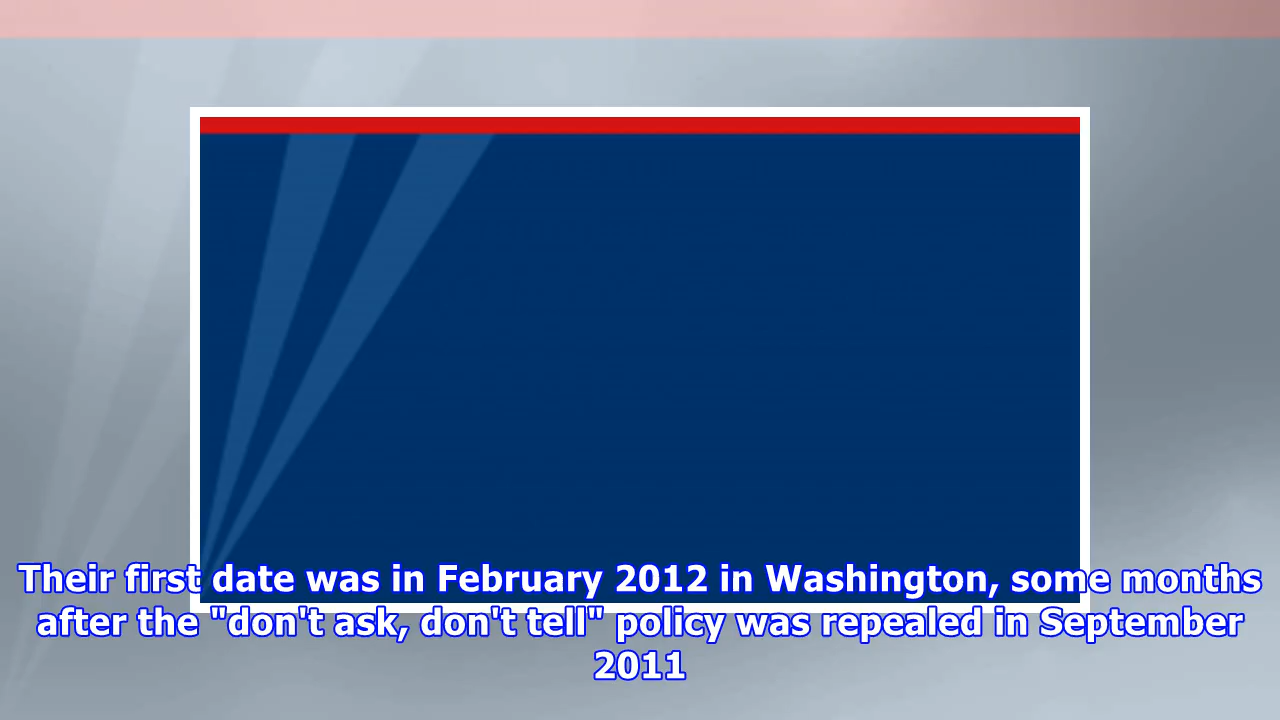 Their first date was in February 2012 in Washington, some months
after the "don't ask, don't tell" policy was repealed in September
2011